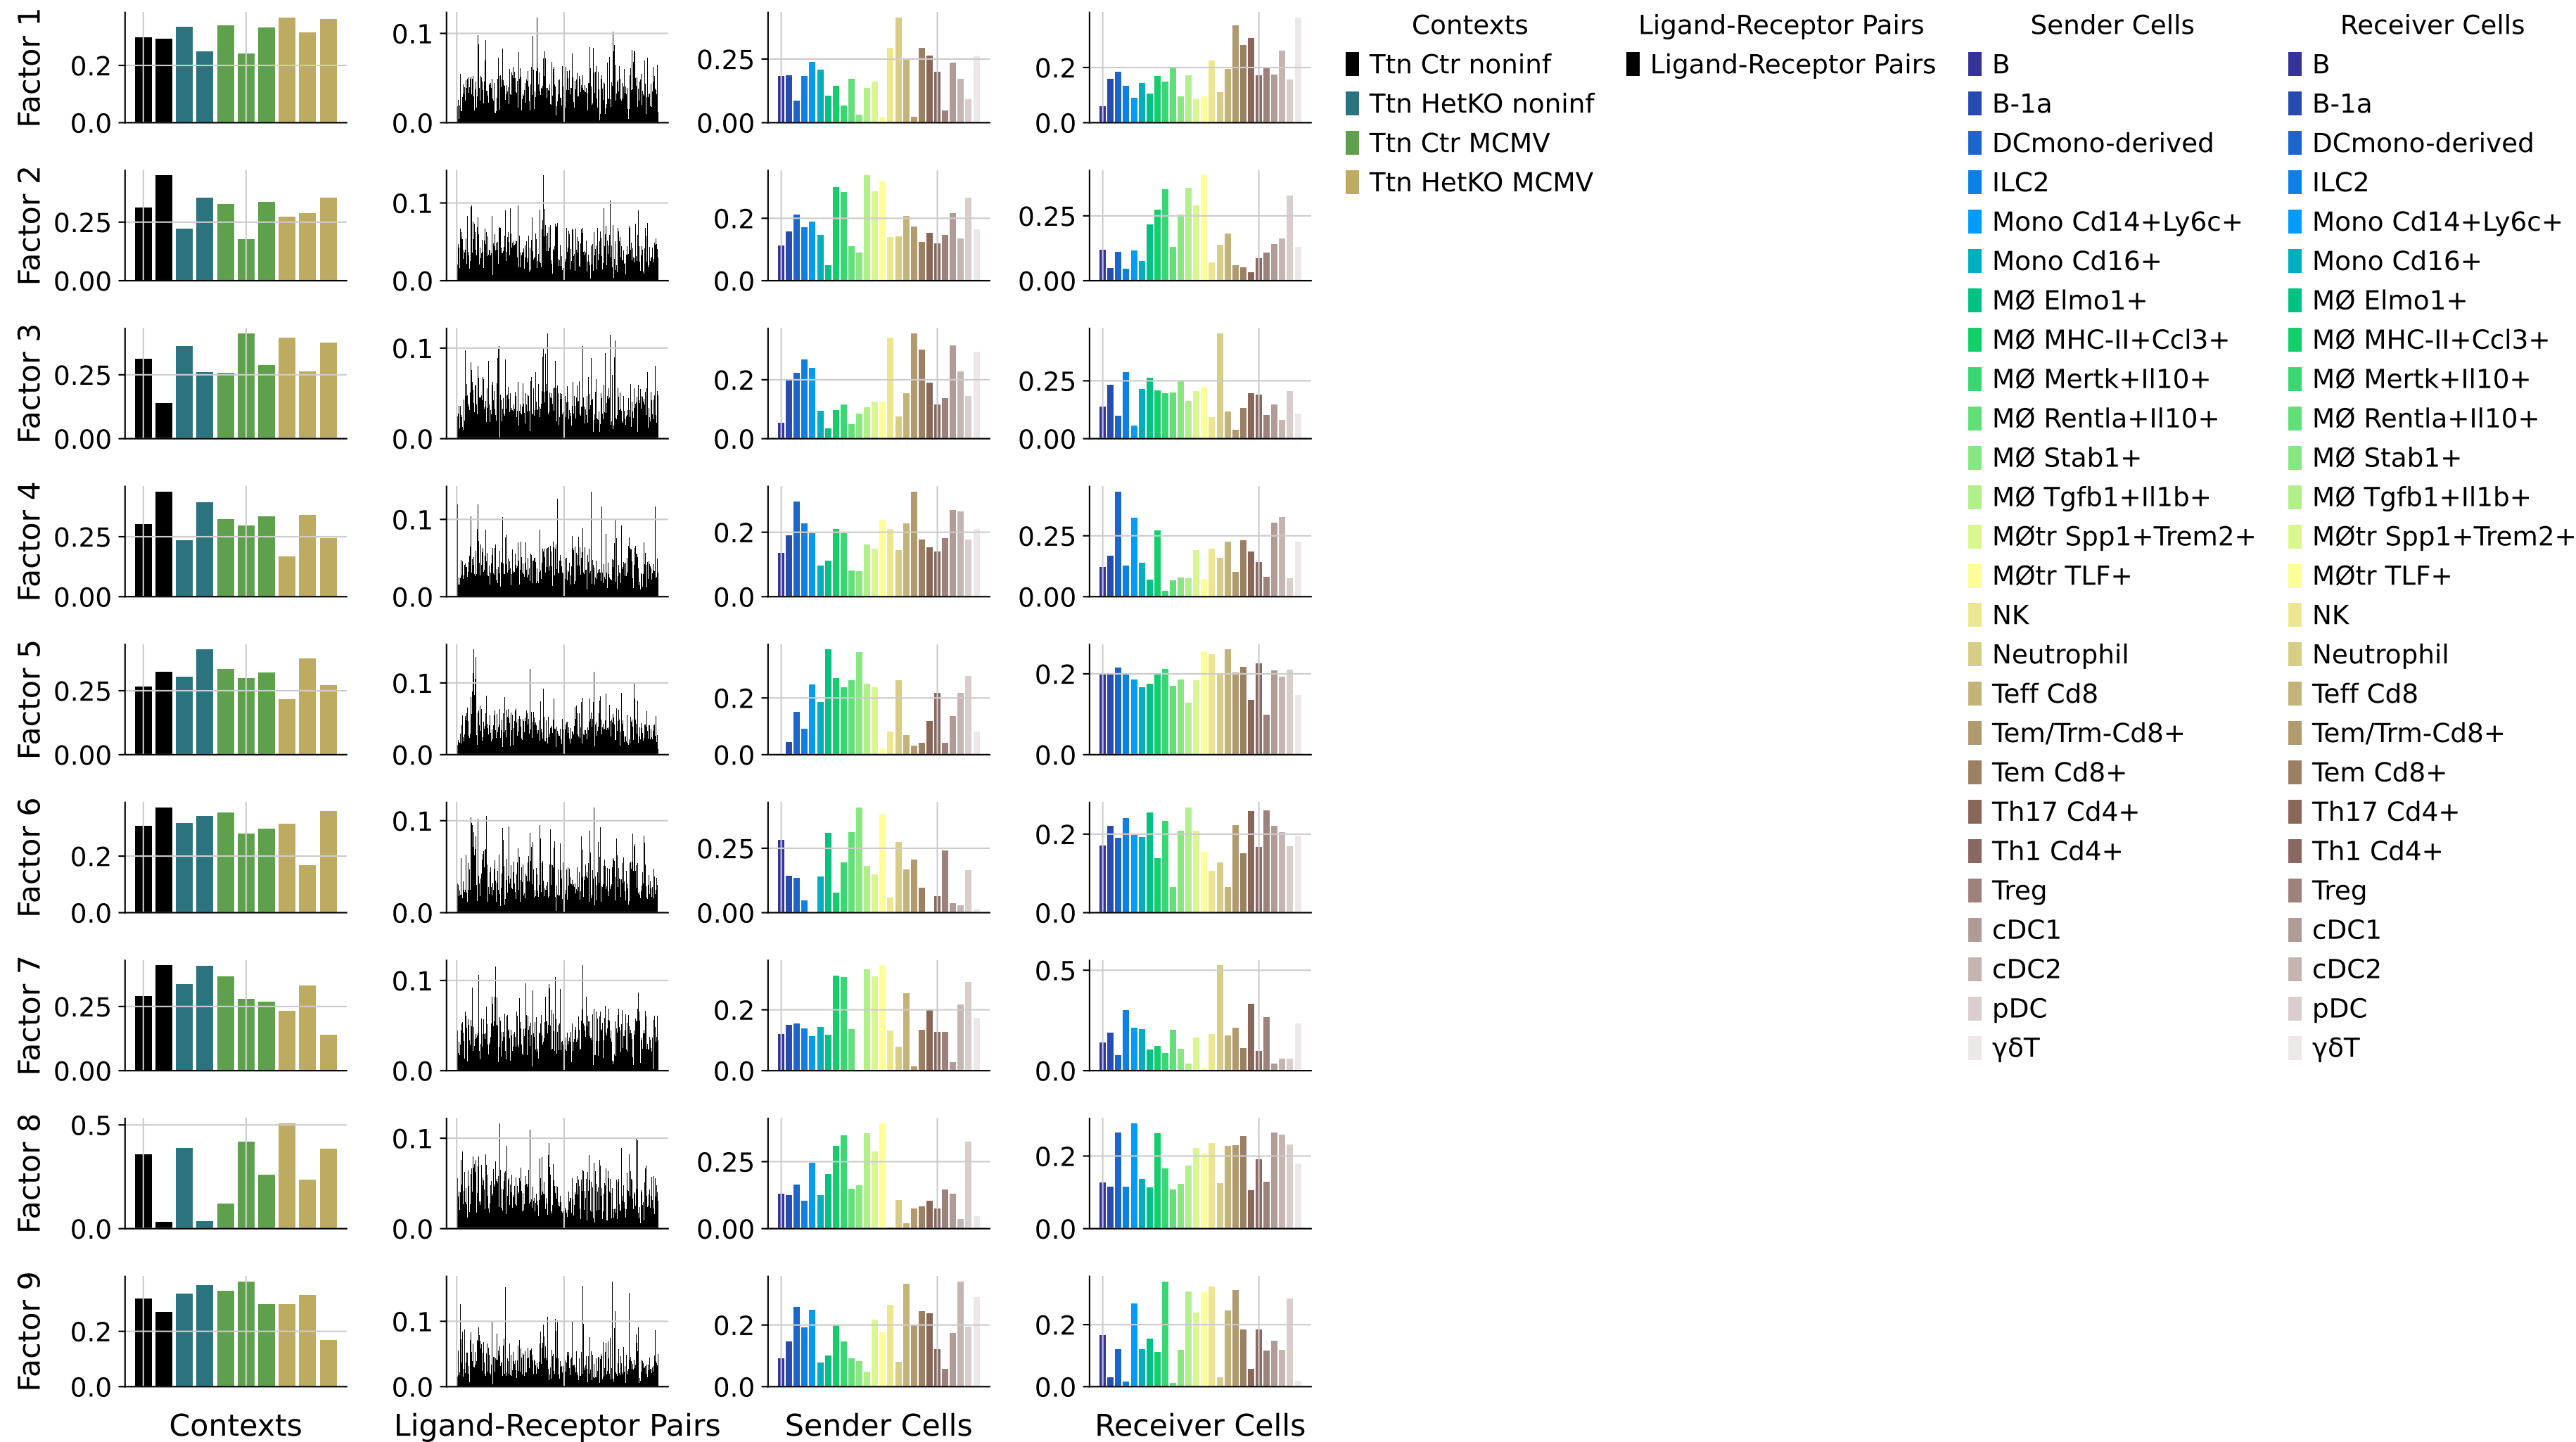 Factor 1
0.2
0.0
0.1
0.0
0.25
0.00
0.2
0.0
Factor 2
0.25
0.00
0.1
0.0
0.2
0.0
0.25
0.00
Factor 3
0.25
0.00
0.1
0.0
0.2
0.0
0.25
0.00
Factor 4
0.25
0.00
0.1
0.0
0.2
0.0
0.25
0.00
Factor 5
0.25
0.00
0.1
0.0
0.2
0.0
0.2
0.0
Factor 6
0.2
0.0
0.1
0.0
0.25
0.00
0.2
0.0
Factor 7
0.25
0.00
0.1
0.0
0.2
0.0
0.5
0.0
Factor 8
0.5
0.0
0.1
0.0
0.25
0.00
0.2
0.0
Factor 9
0.2
0.0
0.1
0.0
0.2
0.0
0.2
0.0
Contexts
Ligand-Receptor Pairs
Sender Cells
Receiver Cells
Contexts
Ttn Ctr noninf
Ttn HetKO noninf
Ttn Ctr MCMV
Ttn HetKO MCMV
Ligand-Receptor Pairs
Ligand-Receptor Pairs
Sender Cells
B
B-1a
DCmono-derived
ILC2
Mono Cd14+Ly6c+
Mono Cd16+
MØ Elmo1+
MØ MHC-II+Ccl3+
MØ Mertk+Il10+
MØ Rentla+Il10+
MØ Stab1+
MØ Tgfb1+Il1b+
MØtr Spp1+Trem2+
MØtr TLF+
NK
Neutrophil
Teff Cd8
Tem/Trm-Cd8+
Tem Cd8+
Th17 Cd4+
Th1 Cd4+
Treg
cDC1
cDC2
pDC
γδT
Receiver Cells
B
B-1a
DCmono-derived
ILC2
Mono Cd14+Ly6c+
Mono Cd16+
MØ Elmo1+
MØ MHC-II+Ccl3+
MØ Mertk+Il10+
MØ Rentla+Il10+
MØ Stab1+
MØ Tgfb1+Il1b+
MØtr Spp1+Trem2+
MØtr TLF+
NK
Neutrophil
Teff Cd8
Tem/Trm-Cd8+
Tem Cd8+
Th17 Cd4+
Th1 Cd4+
Treg
cDC1
cDC2
pDC
γδT